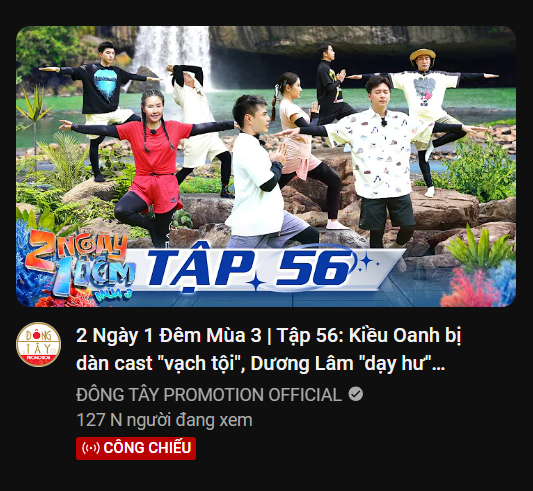 2 NGÀY
1 ĐÊM
MÙA 3
TẬP 56
ĐÔNG
TÂY
PROMOTION
2 Ngày 1 Đêm Mùa 3 | Tập 56: Kiều Oanh bị
dàn cast "vạch tội", Dương Lâm "dạy hư"...
ĐÔNG TÂY PROMOTION OFFICIAL
127 N người đang xem
CÔNG CHIẾU